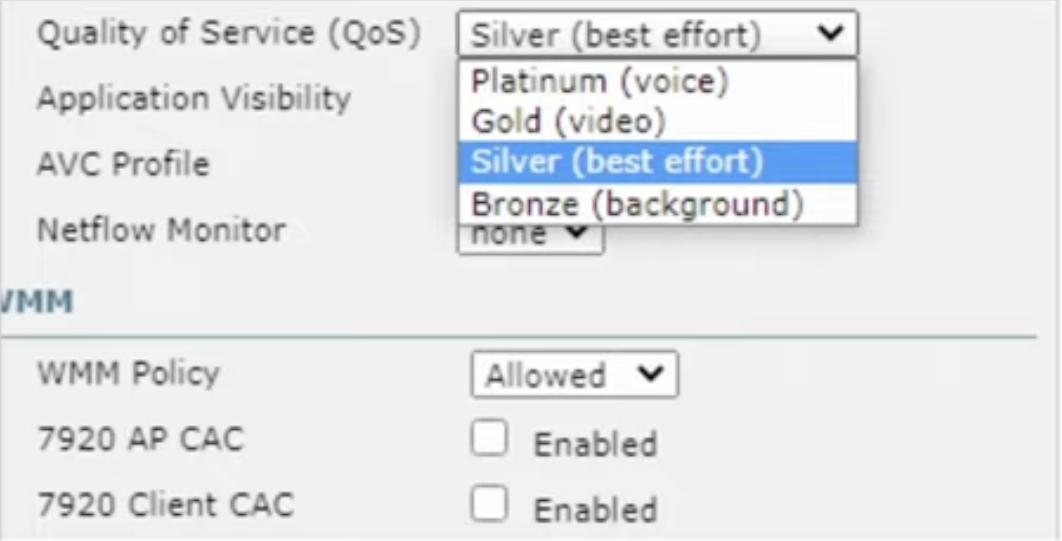 Quality of Service (QoS) Silver (best effort)
Platinum (voice)
Application Visibility
Gold (video)
AVC Profile
Silver (best effort)
Bronze (background)
Netflow Monitor none
WMM
WMM Policy Allowed
7920 AP CAC Enabled
7920 Client CAC Enabled